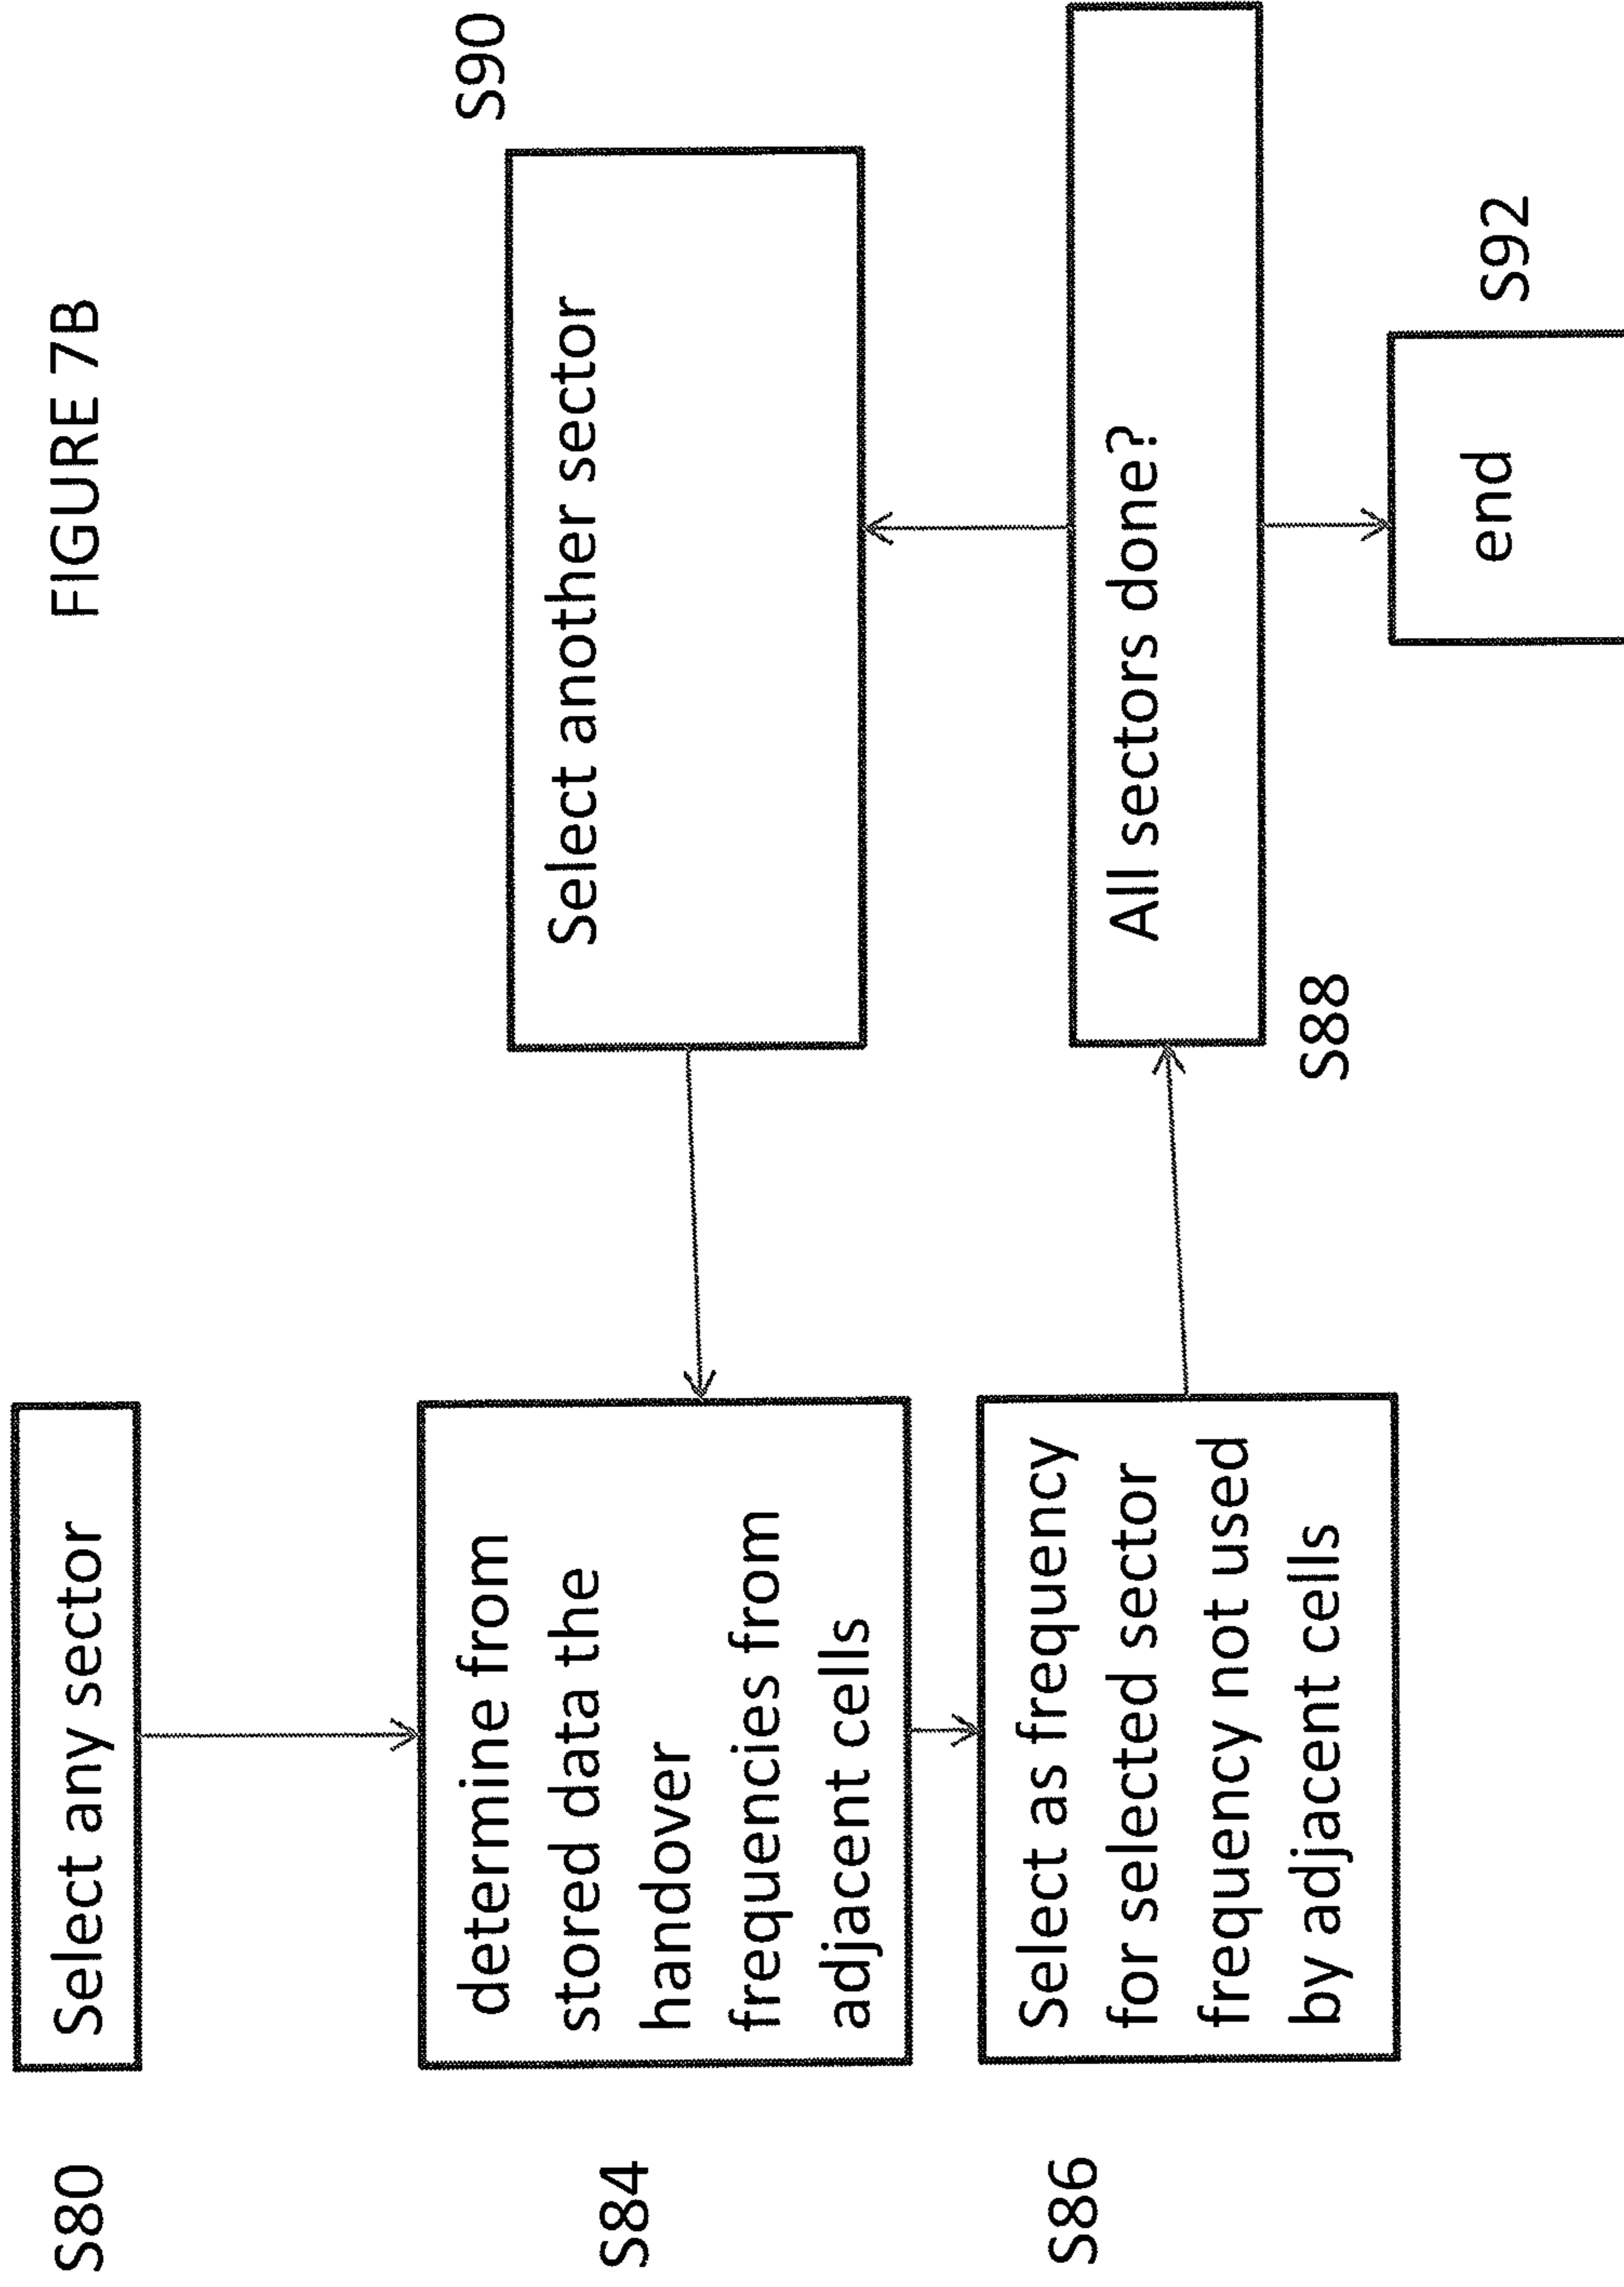 FIGURE 7B
S80
Select any sector
S84
determine from
stored data the
handover
frequencies from
adjacent cells
S90
Select another sector
S86
Select as frequency
for selected sector
frequency not used
by adjacent cells
All sectors done?
S88
end
S92